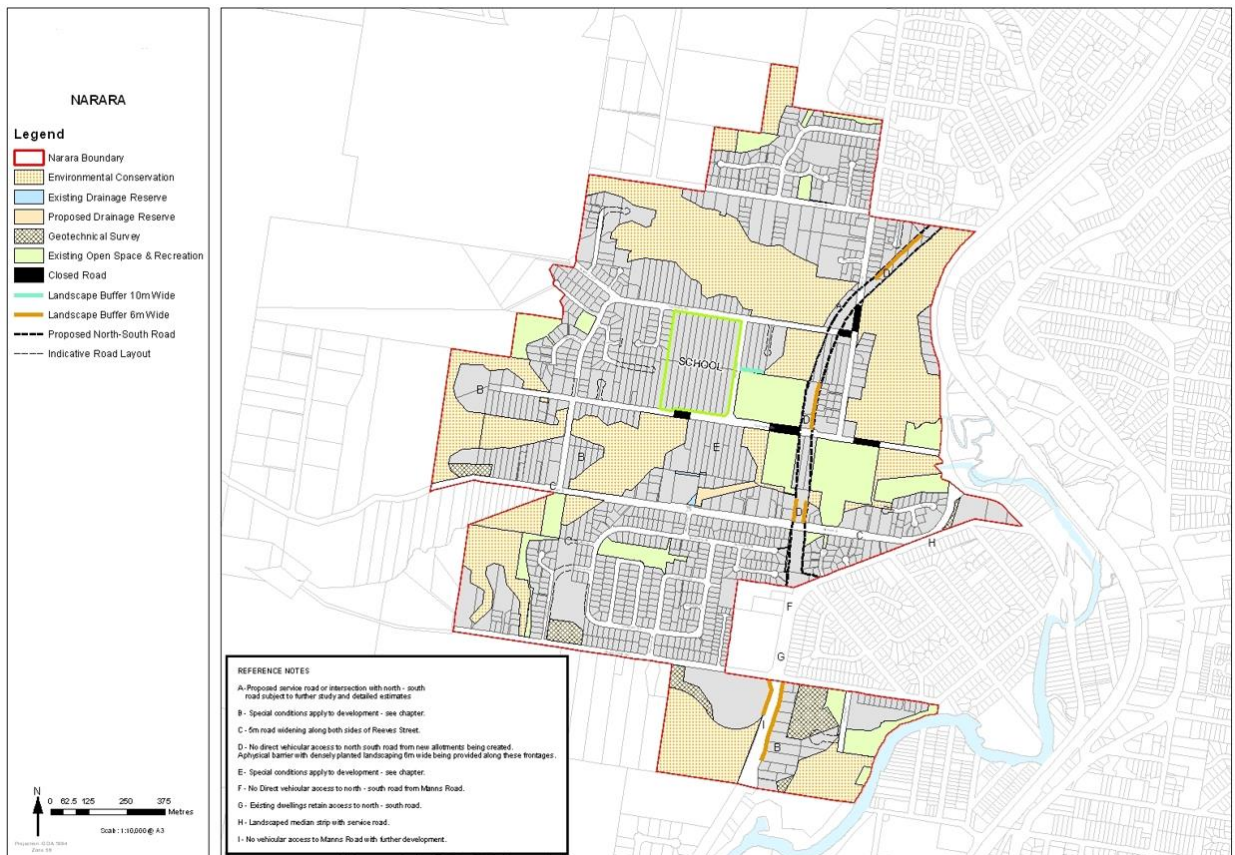 NARARA
Legend
Narara Boundary
Environmental Conservation
Existing Drainage Reserve
Proposed Drainage Reserve
Geotechnical Survey
Existing Open Space & Recreation
Closed Road
Landscape Buffer 10m Wide
Landscape Buffer 6m Wide
Proposed North-South Road
Indicative Road Layout
N
0 62.5 125 250 375
Metres
Scale : 1:10,000 @ A3
D
SCHOOL
B
D
E
B
C
D
C
C
H
C
F
G
I
B
REFERENCE NOTES
A- Proposed service road or intersection with north - south
road subject to further study and detailed estimates
B - Special conditions apply to development - see chapter.
C - 6m road widening along both sides of Reeves Street.
D - No direct vehicular access to north south road from new allotments being created.
Aphysical barrier with densely planted landscaping 6m wide being provided along these frontages.
E - Special conditions apply to development - see chapter.
F - No Direct vehicular access to north - south road from Manns Road.
G - Existing dwellings retain access to north - south road.
H - Landscaped median strip with service road.
I - No vehicular access to Manns Road with further development.